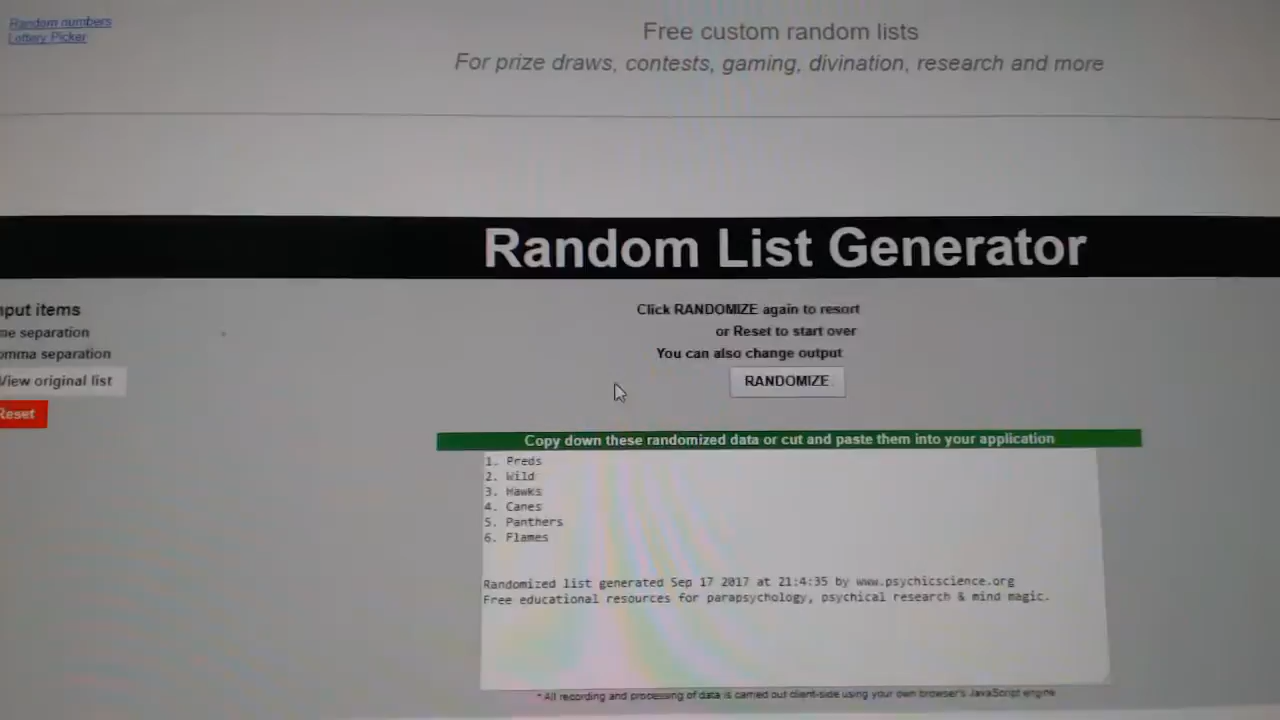 Random numbers
Lottery Picker
Free custom random lists
For prize draws, contests, gaming, divination, research and more
Random List Generator
nput items
ne separation
omma separation
View original list
Reset
Click RANDOMIZE again to resort
or Reset to start over
You can also change output
RANDOMIZE
Copy down these randomized data or cut and paste them into your application
1. Preds
2. Wild
3. Hawks
4. Canes
5. Panthers
6. Flames
Randomized list generated Sep 17 2017 at 21:4:35 by www.psychicscience.org
Free educational resources for parapsychology, psychical research & mind magic.
* All recording and processing of data is carried out client-side using your own browser's JavaScript engine